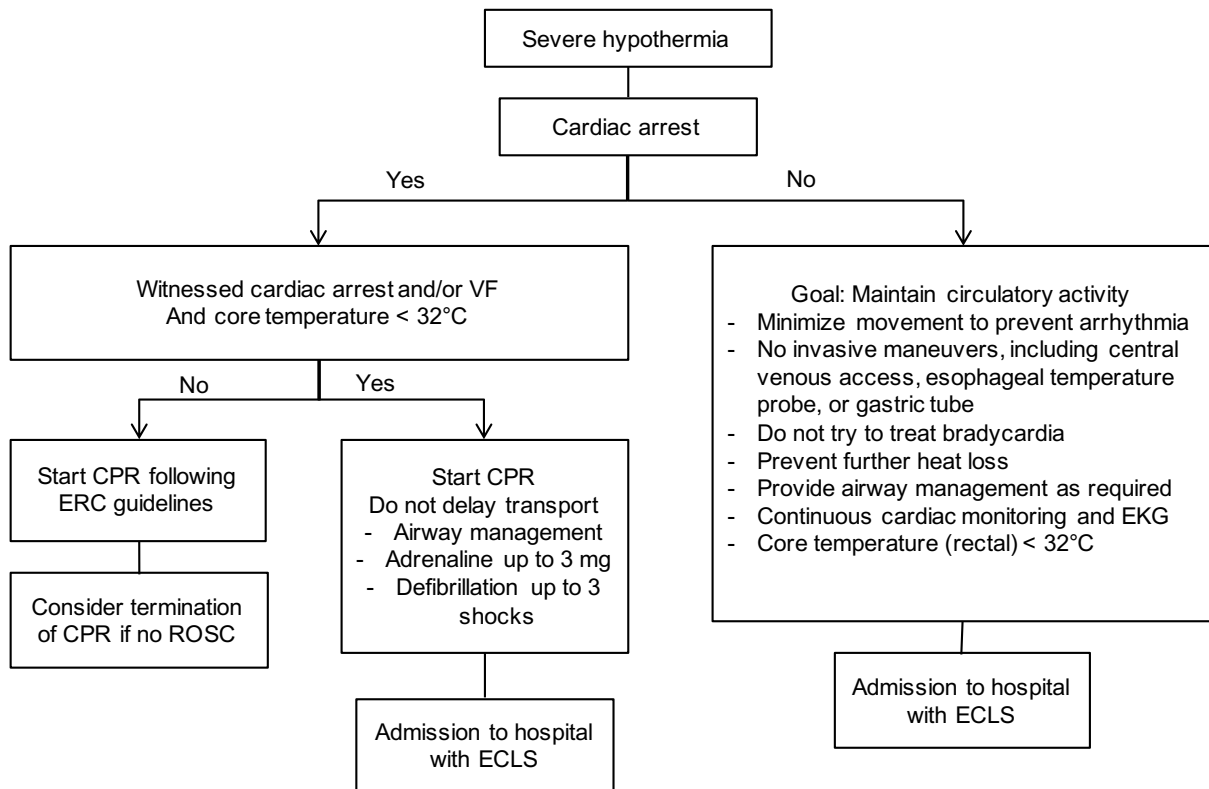 Severe hypothermia
Cardiac arrest
Yes
No
Witnessed cardiac arrest and/or VF
And core temperature < 32°C
No
Yes
Start CPR following
ERC guidelines
Consider termination
of CPR if no ROSC
Start CPR
Do not delay transport
- Airway management
- Adrenaline up to 3 mg
- Defibrillation up to 3
shocks
Admission to hospital
with ECLS
Goal: Maintain circulatory activity
- Minimize movement to prevent arrhythmia
- No invasive maneuvers, including central
venous access, esophageal temperature
probe, or gastric tube
- Do not try to treat bradycardia
- Prevent further heat loss
- Provide airway management as required
- Continuous cardiac monitoring and EKG
- Core temperature (rectal) < 32°C
Admission to hospital
with ECLS